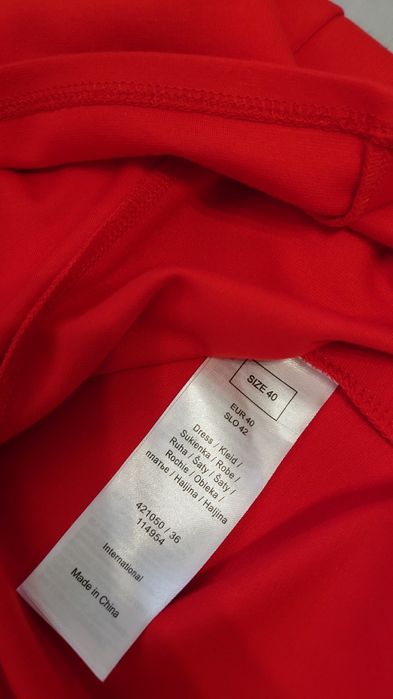 SIZE 40
EUR 40
SLO 42
Dress / Kleid /
Sukienka / Robe /
Ruha / Šaty / Šaty /
Rochie / Obleka /
платье / Haljina / Haljina
421050 / 36
114954
International
Made in China